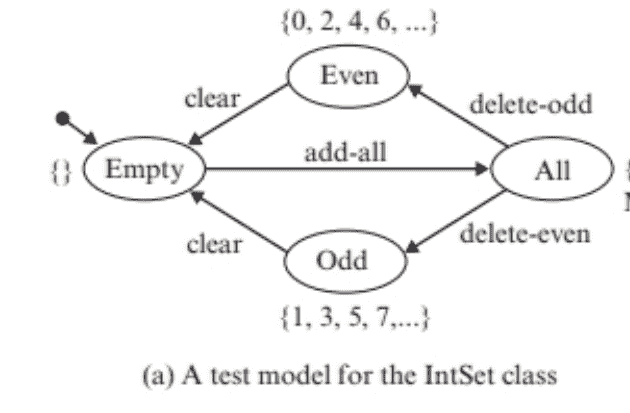 {0, 2, 4, 6, ...}
Even
clear
delete-odd
add-all
{} Empty
All {
clear
delete-even
Odd
{1, 3, 5, 7,...}
(a) A test model for the IntSet class